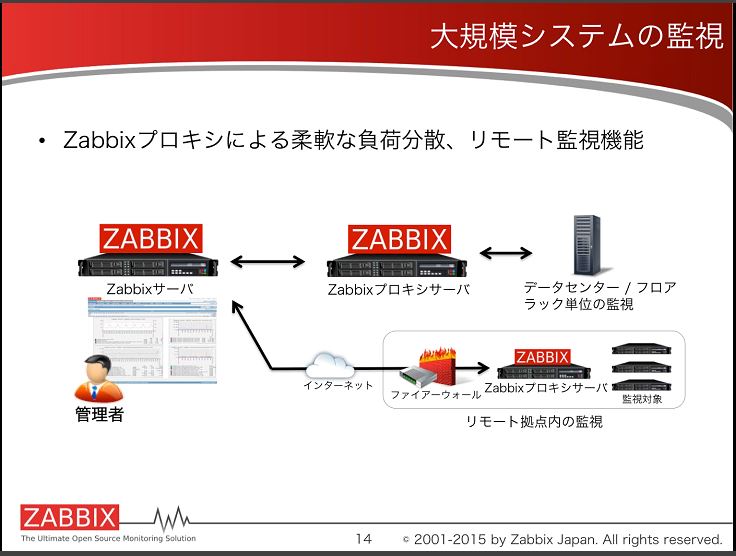 大規模システムの監視
• Zabbixプロキシによる柔軟な負荷分散、リモート監視機能
ZABBIX
ZABBIX
Zabbixサーバ
Zabbixプロキシサーバ
データセンター / フロア
ラック単位の監視
ZABBIX
インターネット
ファイアーウォール
ZABBIX
Zabbixプロキシサーバ
監視対象
管理者
リモート拠点内の監視
ZABBIX
The Ultimate Open Source Monitoring Solution
14
© 2001-2015 by Zabbix Japan. All rights reserved.